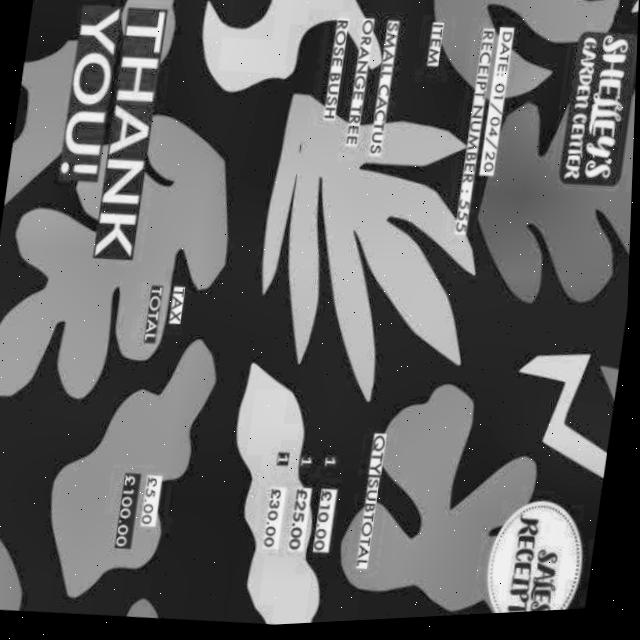 SHelley's
GARDEN CENTER
SALES
RECEIPT
DATE: 01/04/20
RECEIPT NUMBER: 555
ITEM QTY SUBTOTAL
SMALL CACTUS 1 £10.00
ORANGE TREE 1 £25.00
ROSE BUSH 1 £30.00
TAX £5.00
TOTAL £100.00
THANK
YOU!